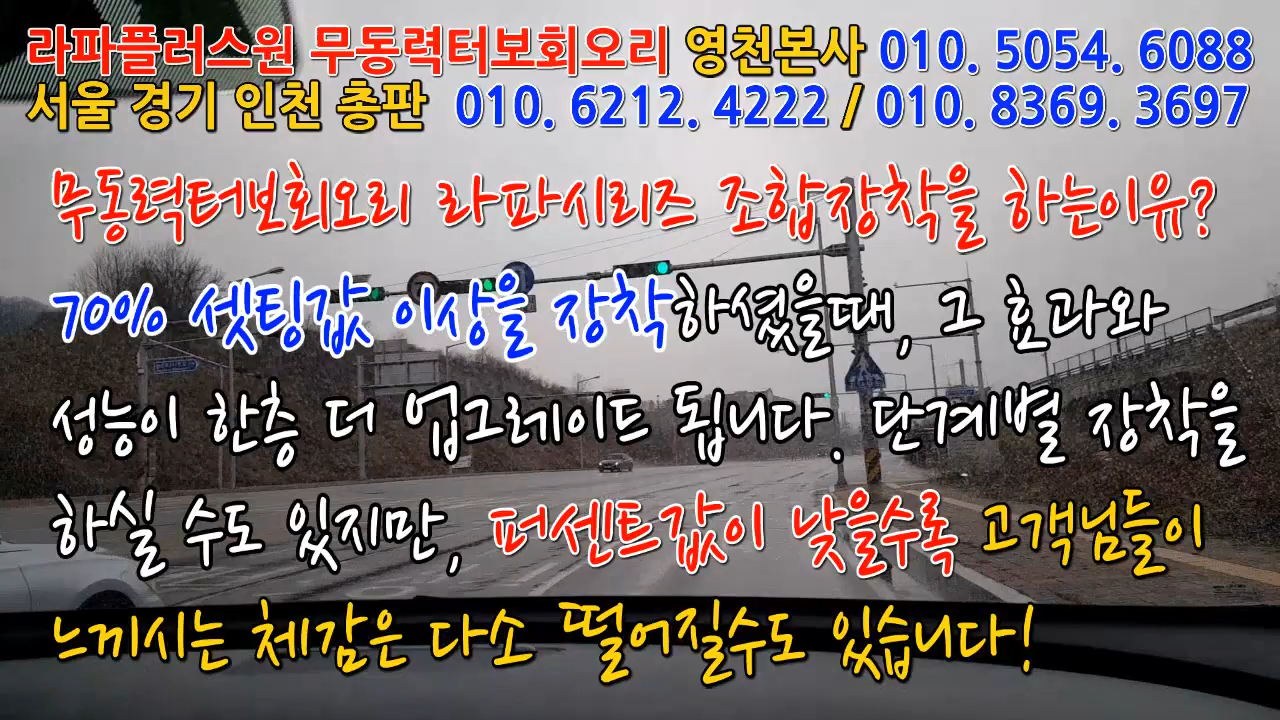 라파플러스원 무동력터보회오리 영천본사 010. 5054. 6088
서울 경기 인천 총판 010. 6212. 4222 / 010. 8369. 3697
무동력터보회오리 라파시리즈 조합장착을 하는이유?
70% 셋팅값 이상을 장착하셨을때, 그 효과와
성능이 한층 더 업그레이드 됩니다. 단계별 장착을
하실 수도 있지만, 퍼센트값이 낮을수록 고객님들이
느끼시는 체감은 다소 떨어질수도 있습니다!